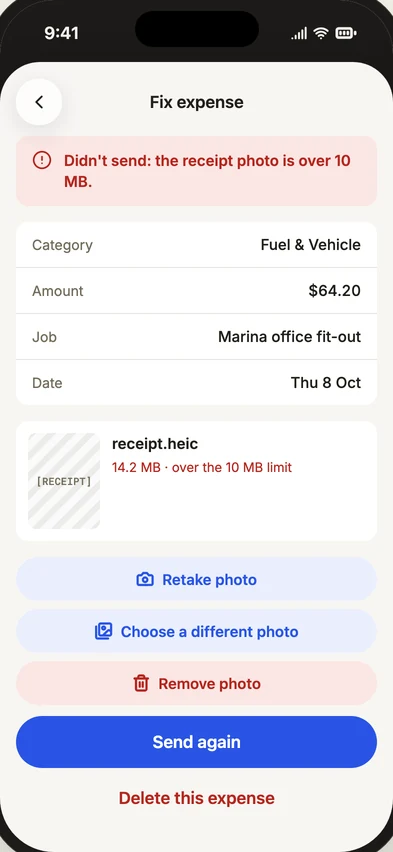 9:41
Fix expense
Didn't send: the receipt photo is over 10
MB.
Category
Fuel & Vehicle
Amount
$64.20
Job
Marina office fit-out
Date
Thu 8 Oct
receipt.heic
14.2 MB · over the 10 MB limit
[RECEIPT]
Retake photo
Choose a different photo
Remove photo
Send again
Delete this expense